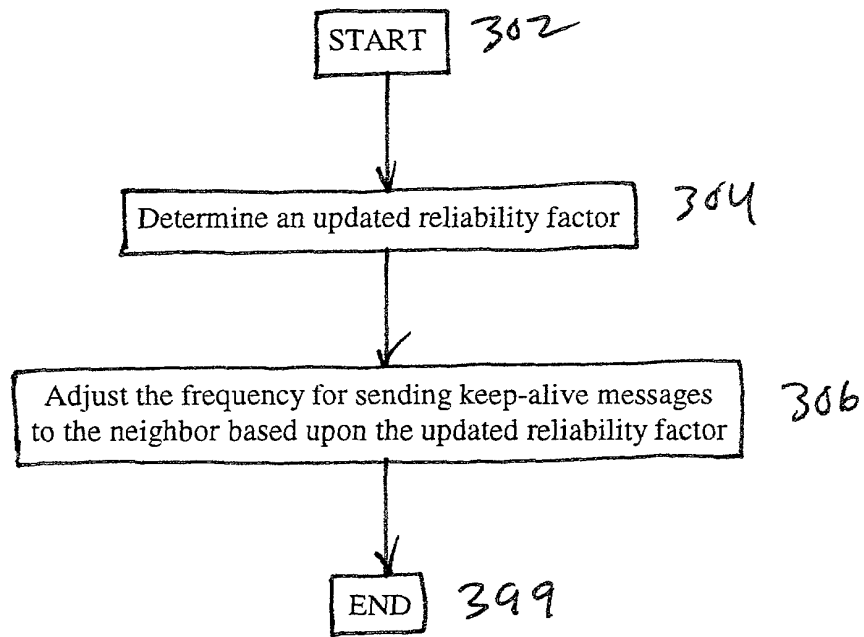 START 302
Determine an updated reliability factor 304
Adjust the frequency for sending keep-alive messages
to the neighbor based upon the updated reliability factor 306
END 399